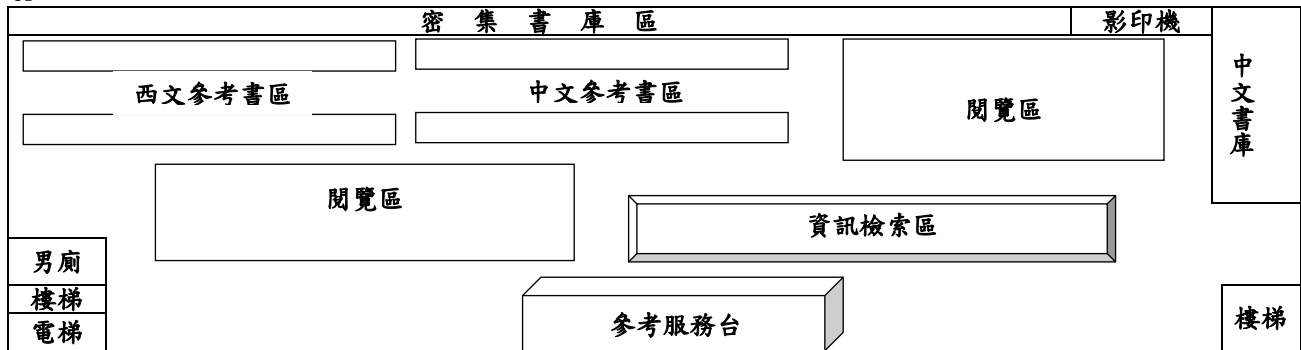 密集書庫區
影印機
中文書庫
西文參考書區
中文參考書區
閱覽區
閱覽區
資訊檢索區
男廁
樓梯
電梯
參考服務台
樓梯